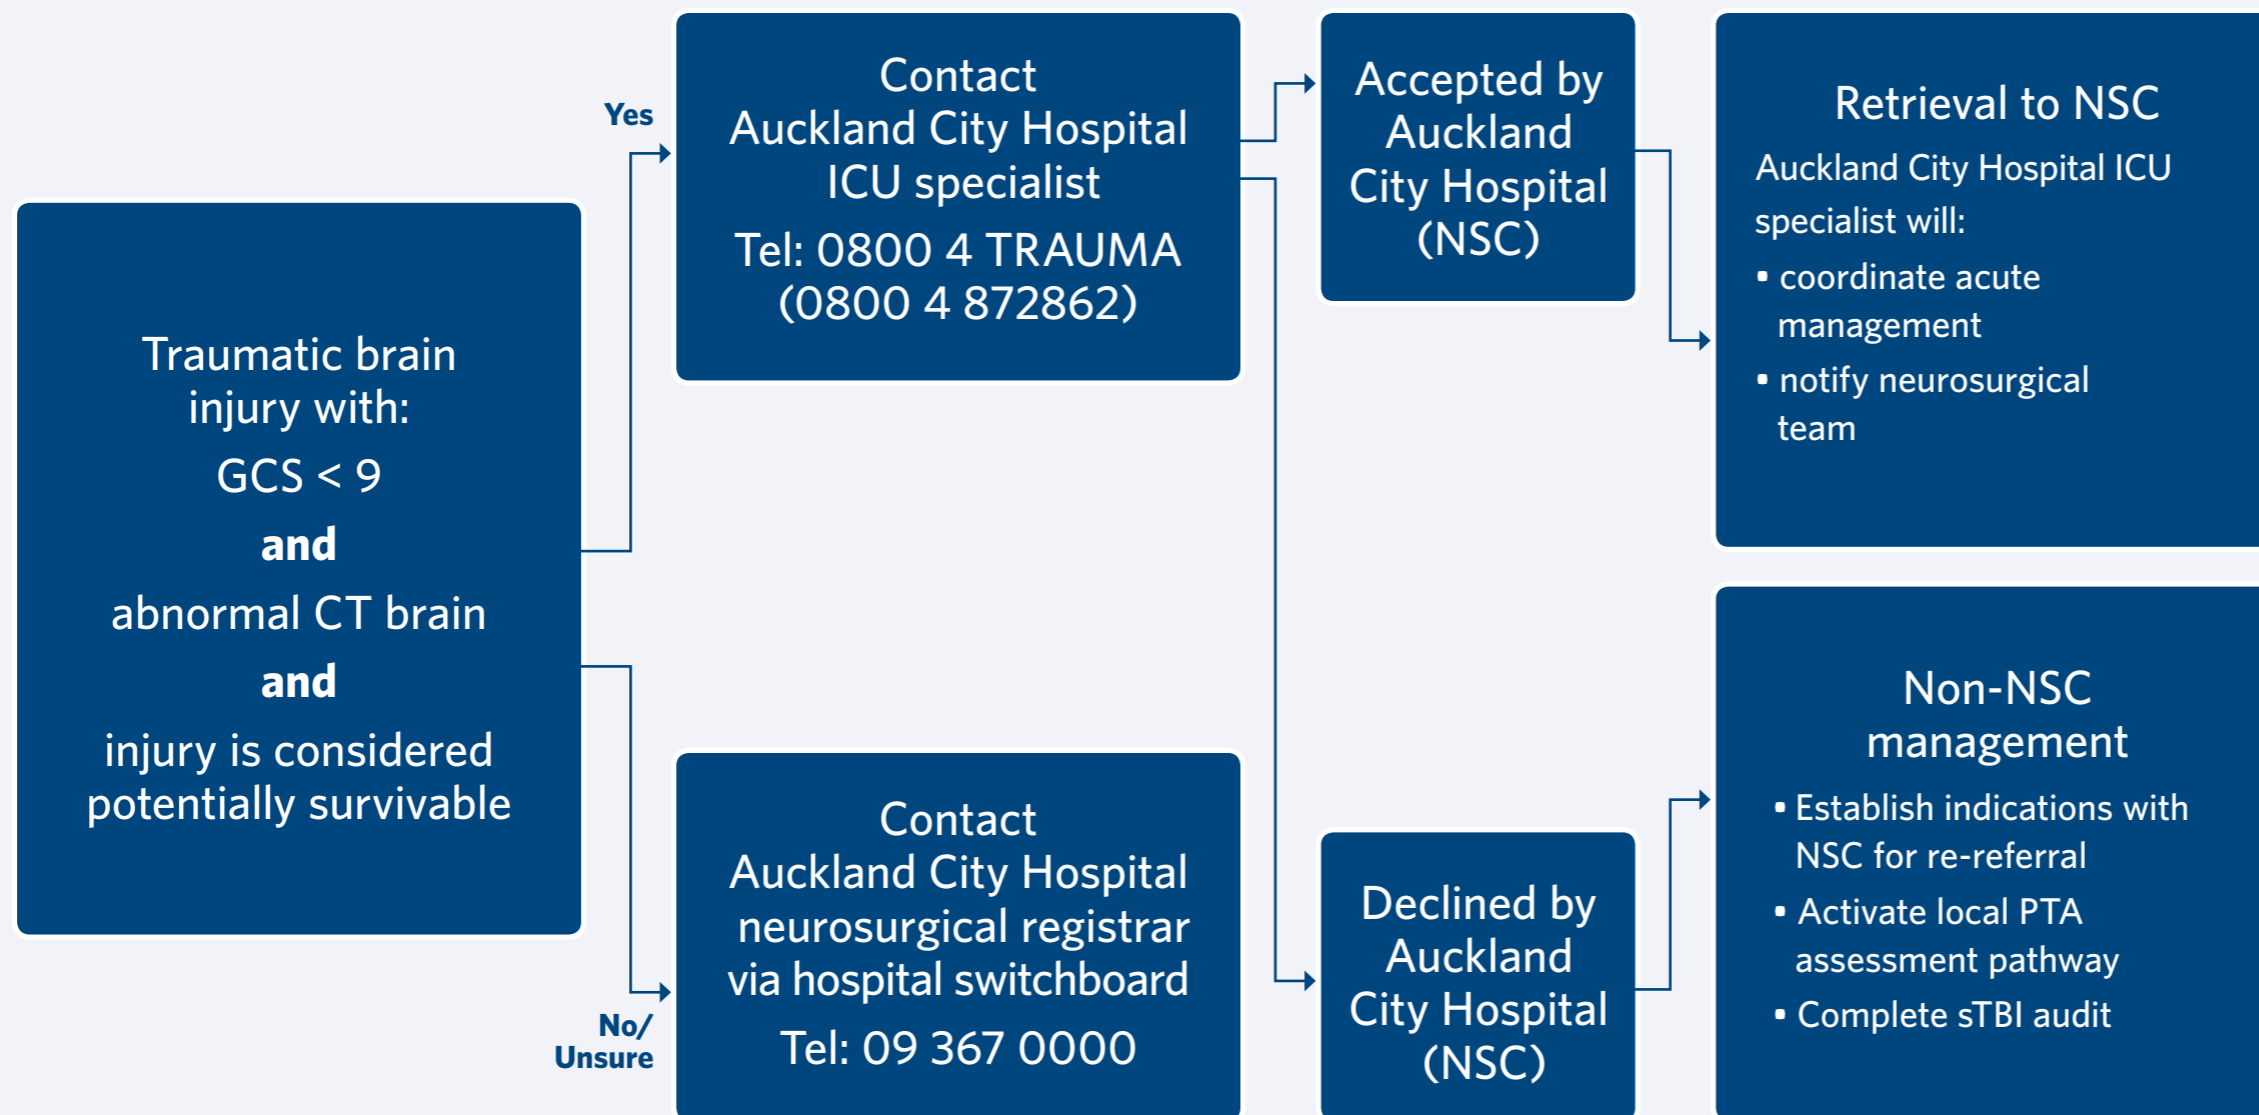 Traumatic brain
injury with:
GCS < 9
and
abnormal CT brain
and
injury is considered
potentially survivable
Yes
Contact
Auckland City Hospital
ICU specialist
Tel: 0800 4 TRAUMA
(0800 4 872862)
Accepted by
Auckland
City Hospital
(NSC)
Retrieval to NSC
Auckland City Hospital ICU
specialist will:
▪ coordinate acute
management
▪ notify neurosurgical
team
No/
Unsure
Contact
Auckland City Hospital
neurosurgical registrar
via hospital switchboard
Tel: 09 367 0000
Declined by
Auckland
City Hospital
(NSC)
Non-NSC
management
▪ Establish indications with
NSC for re-referral
▪ Activate local PTA
assessment pathway
▪ Complete sTBI audit